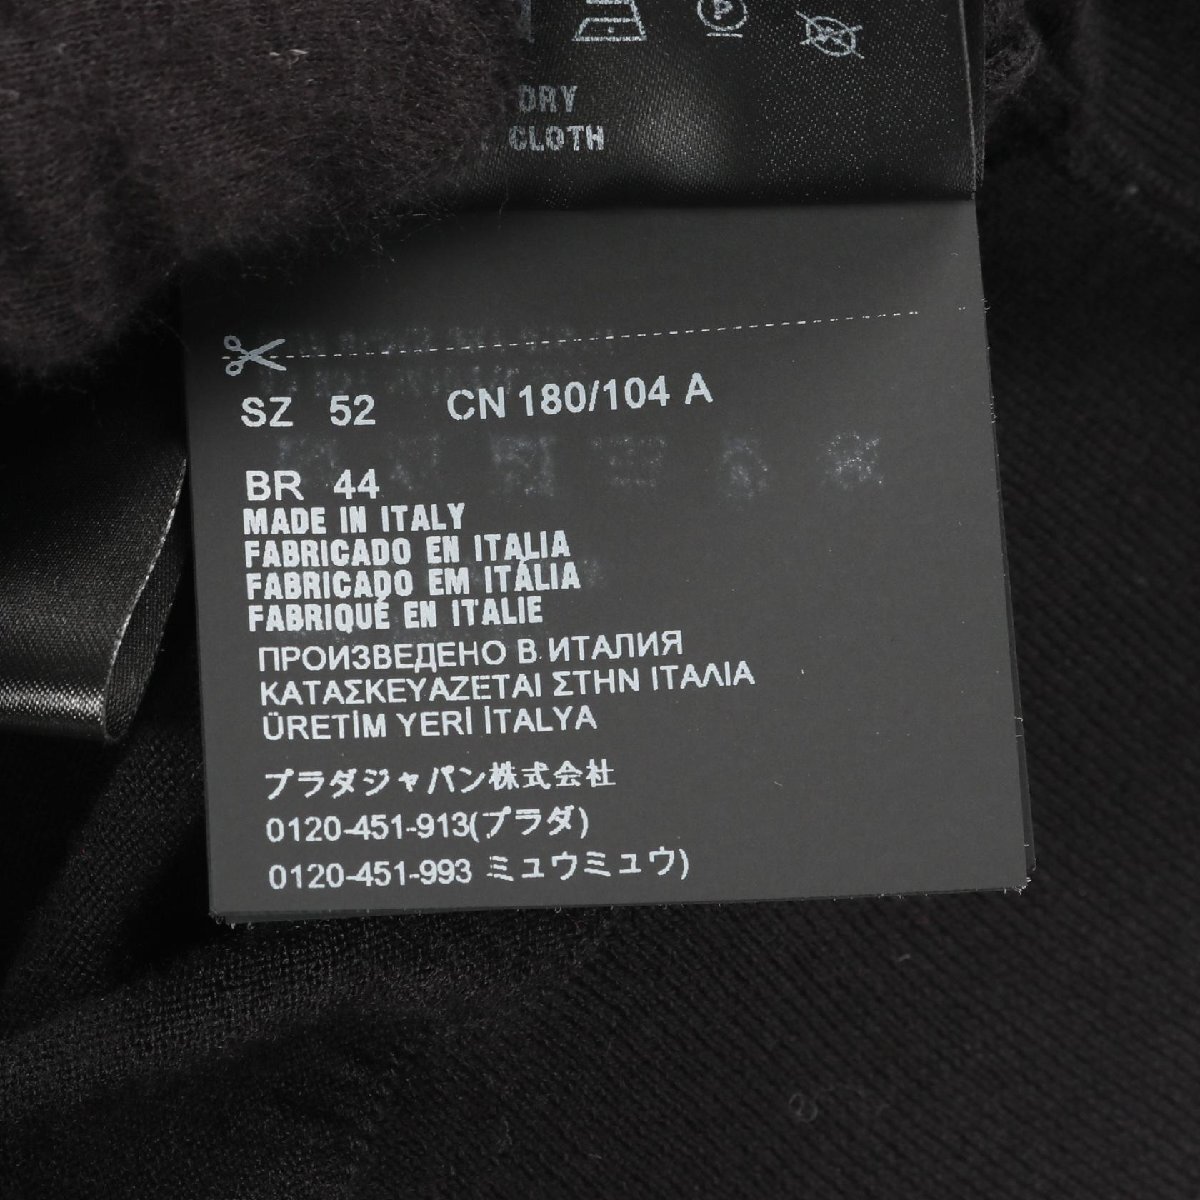 P
DRY
CLOTH
SZ 52 CN 180/104 A
BR 44
MADE IN ITALY
FABRICADO EN ITALIA
FABRICADO EM ITÁLIA
FABRIQUÉ EN ITALIE
ПРОИЗВЕДЕНО В ИТАЛИЯ
ΚΑΤΑΣΚΕΥΑΖΕΤΑΙ ΣΤΗΝ ΙΤΑΛΙΑ
ÜRETİM YERİ İTALYA
プラダジャパン株式会社
0120-451-913(プラダ)
0120-451-993 ミュウミュウ)